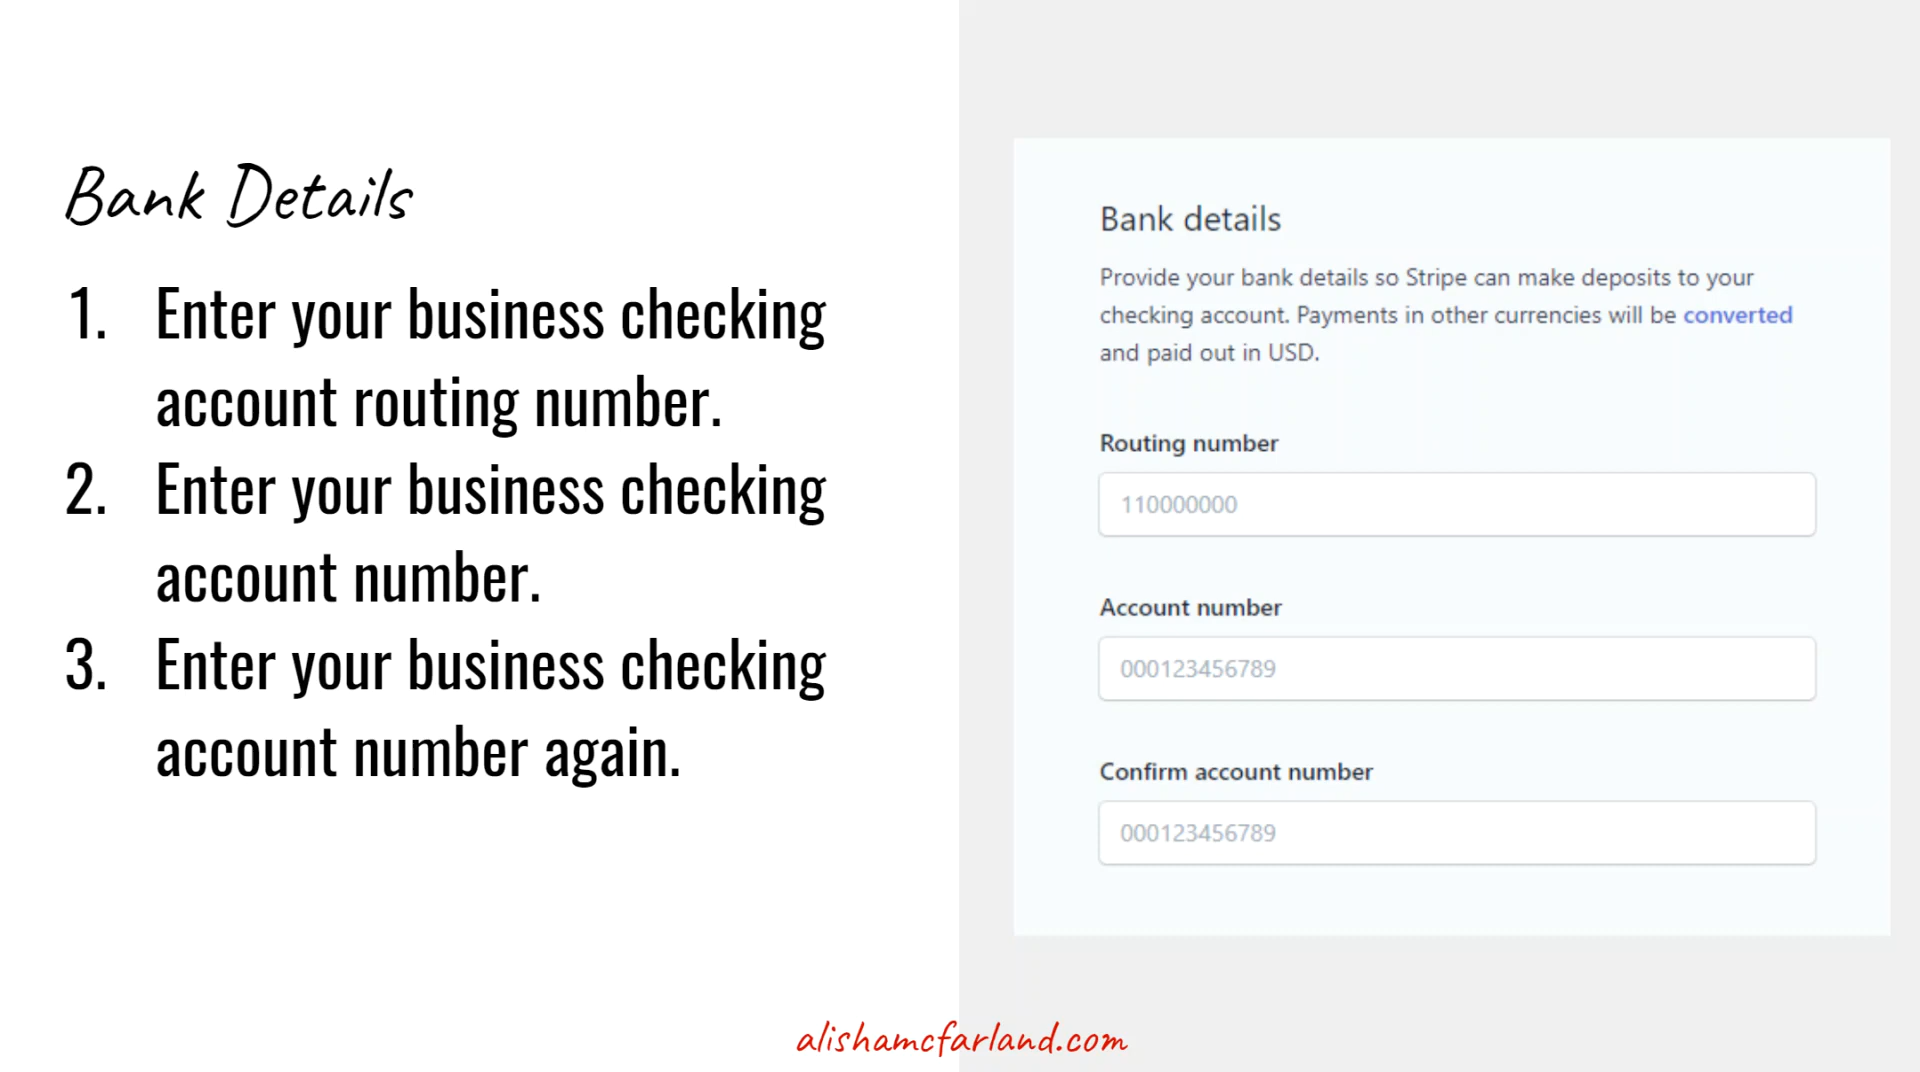 Bank Details
1. Enter your business checking
account routing number.
2. Enter your business checking
account number.
3. Enter your business checking
account number again.
Bank details
Provide your bank details so Stripe can make deposits to your
checking account. Payments in other currencies will be converted
and paid out in USD.
Routing number
110000000
Account number
000123456789
Confirm account number
000123456789
alishamcfarland.com